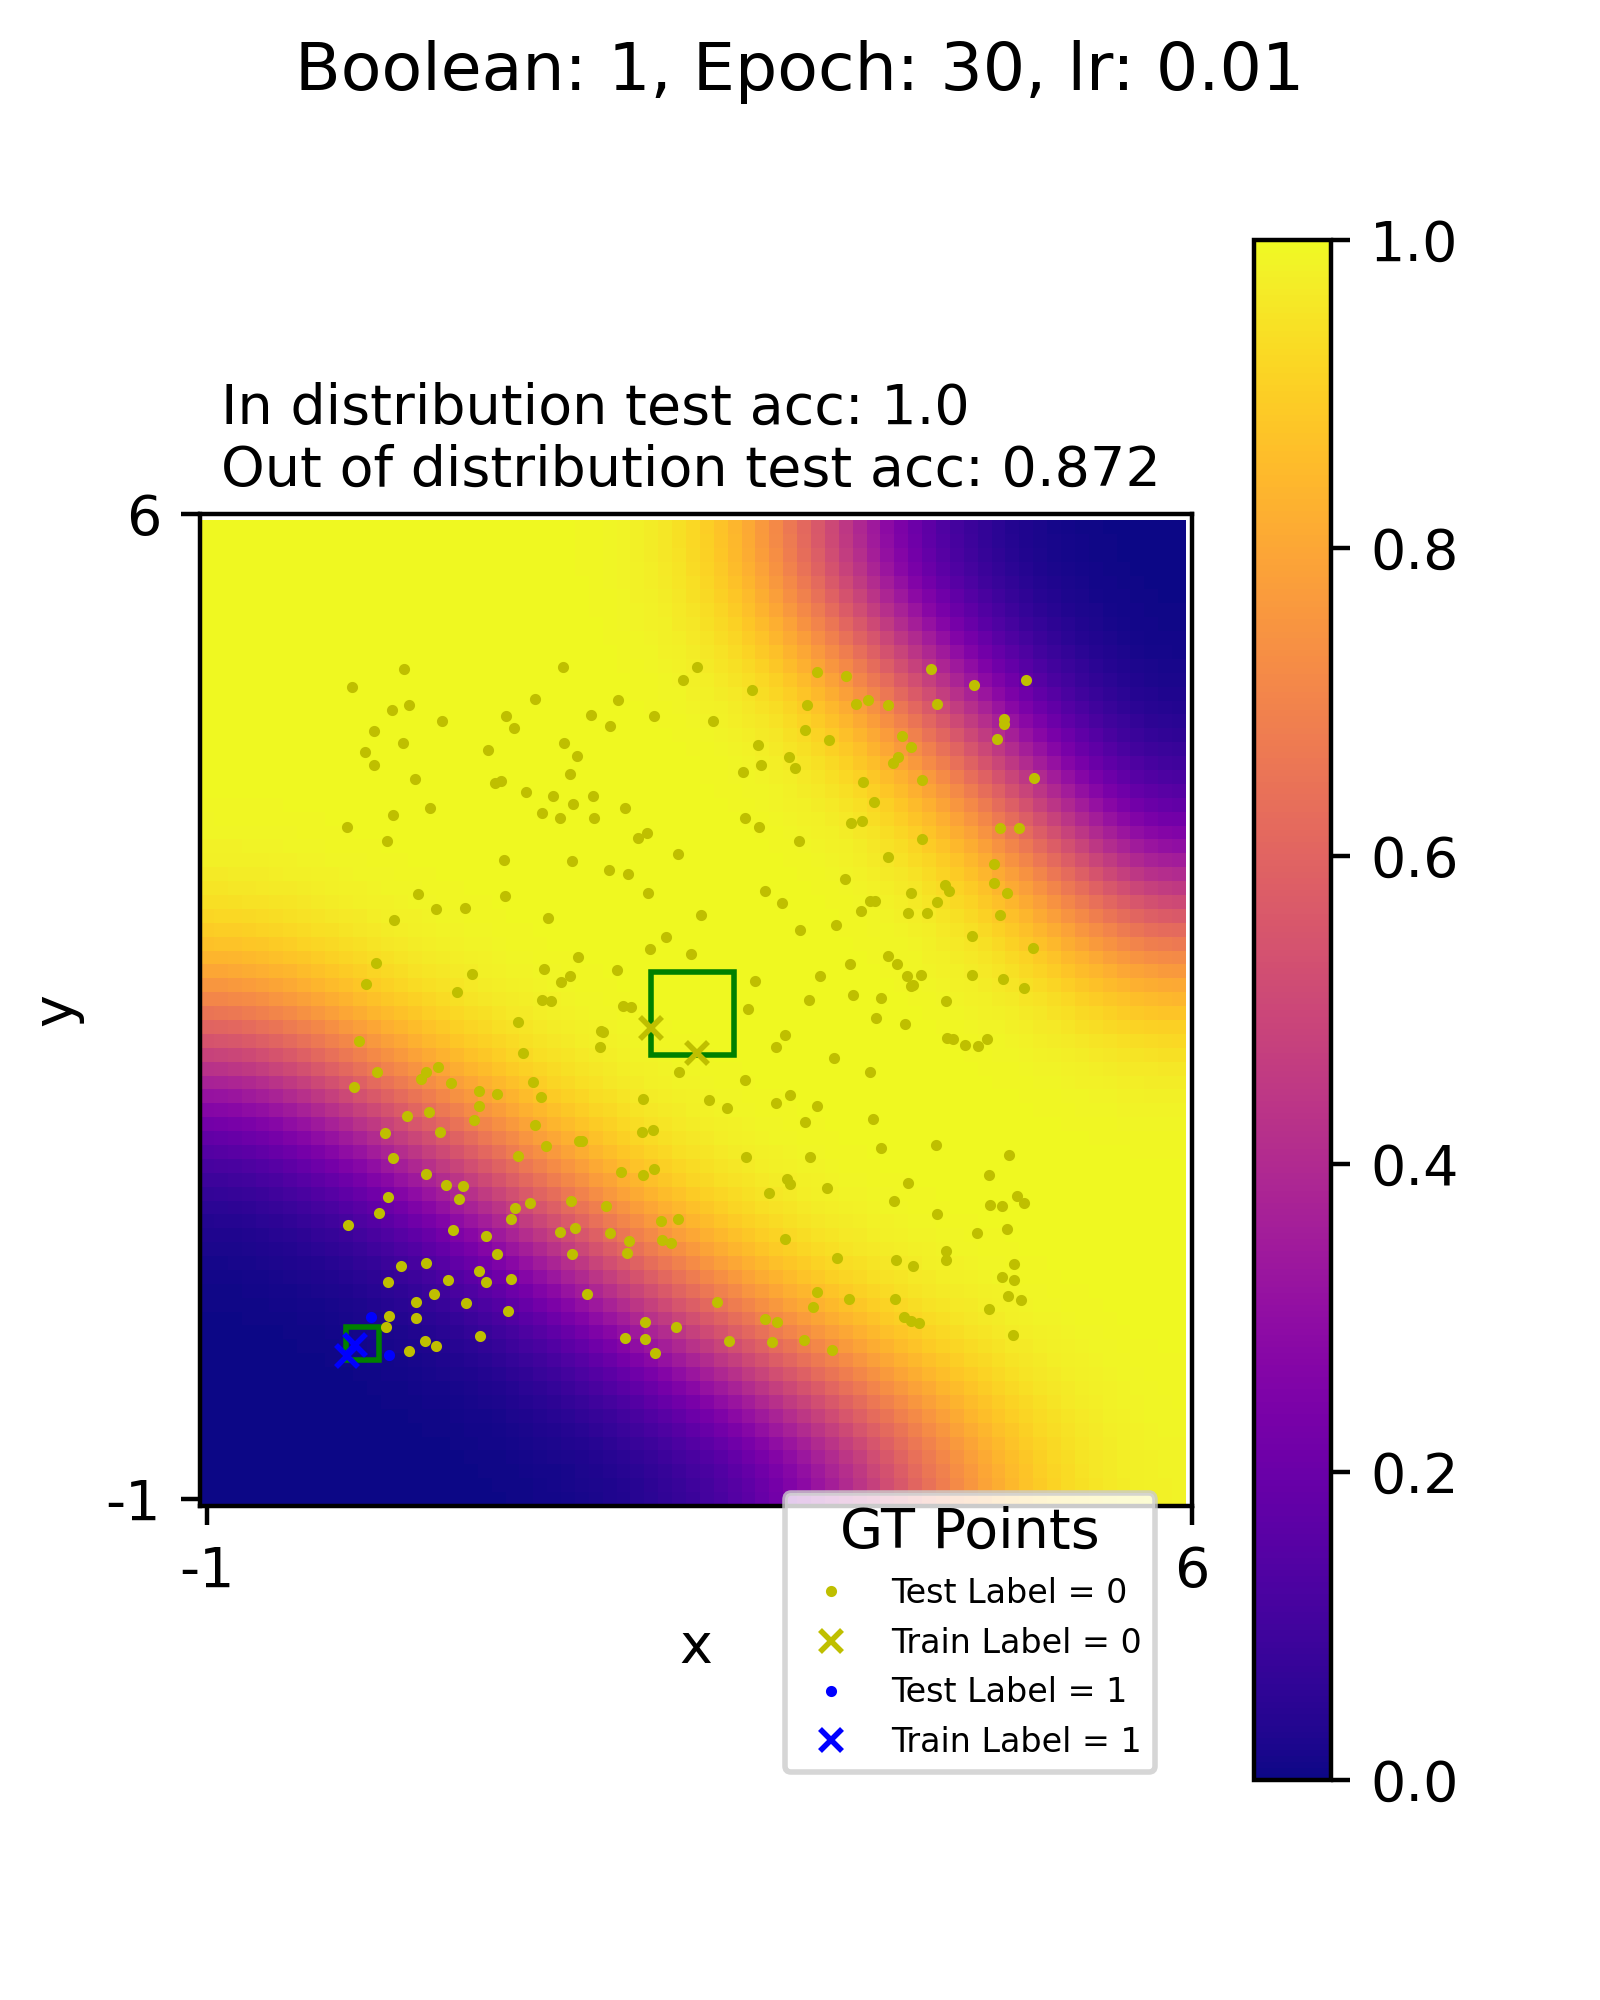 Boolean: 1, Epoch: 30, lr: 0.01
In distribution test acc: 1.0
Out of distribution test acc: 0.872
6
y
-1
-1
6
x
GT Points
Test Label = 0
Train Label = 0
Test Label = 1
Train Label = 1
1.0
0.8
0.6
0.4
0.2
0.0